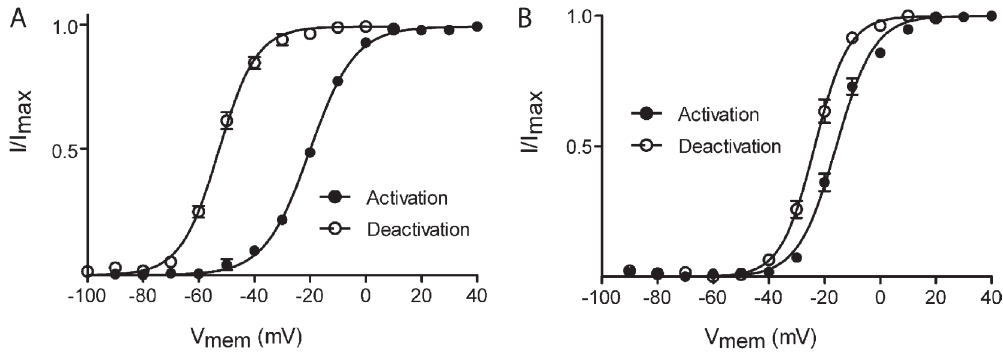 A
1.0
0.5
I/Imax
Activation
Deactivation
-100 -80 -60 -40 -20 0 20 40
Vmem (mV)
B
1.0
0.5
I/Imax
Activation
Deactivation
-100 -80 -60 -40 -20 0 20 40
Vmem (mV)